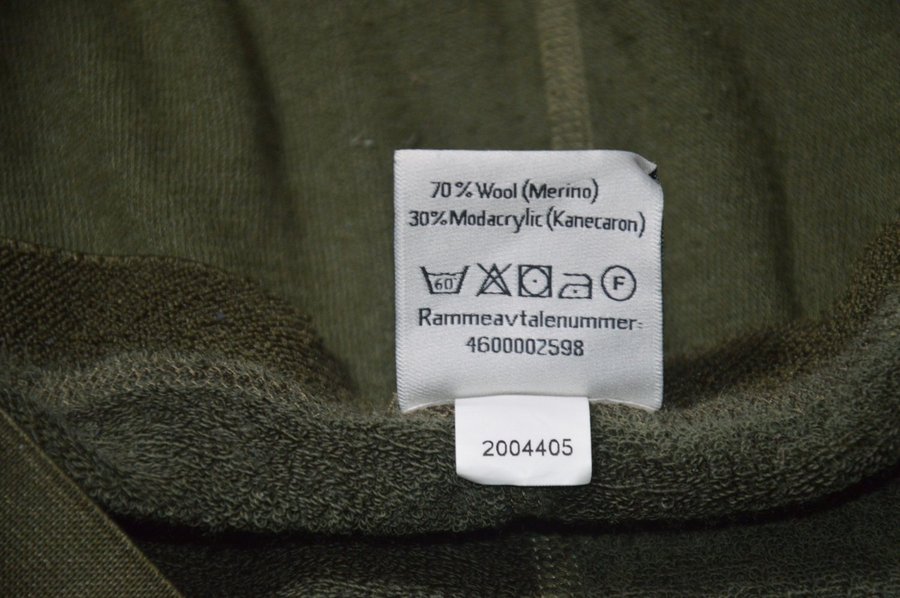 70% Wool (Merino)
30% Modacrylic (Kanecaron)
60° F
Rammeavtalenummer:
4600002598
2004405